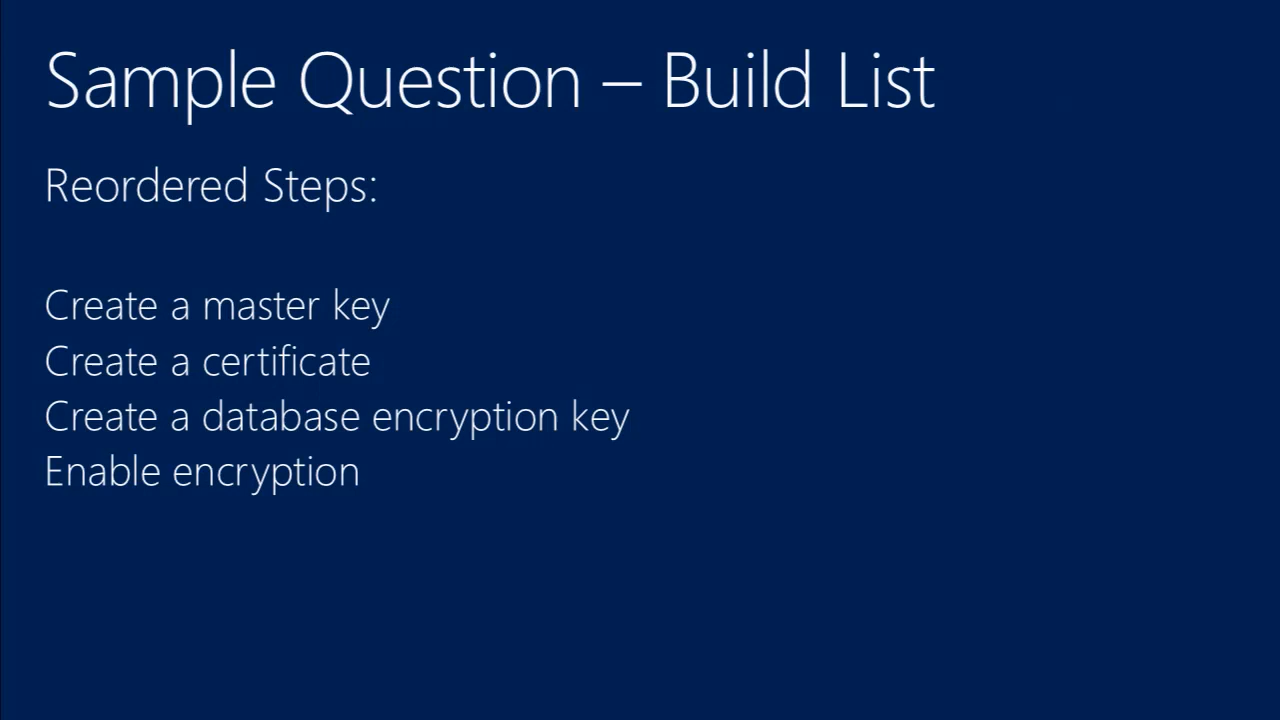 Sample Question – Build List
Reordered Steps:
Create a master key
Create a certificate
Create a database encryption key
Enable encryption